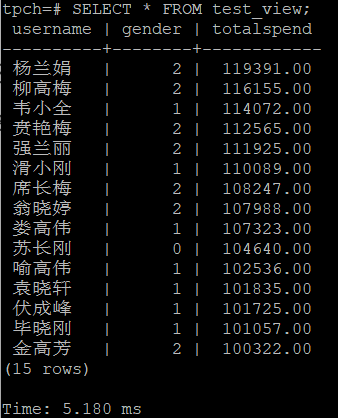 tpch=# SELECT * FROM test_view;
username | gender | totalspend
----------+--------+------------
杨兰娟 | 2 | 119391.00
柳高梅 | 2 | 116155.00
韦小全 | 1 | 114072.00
贲艳梅 | 2 | 112565.00
强兰丽 | 2 | 111925.00
滑小刚 | 1 | 110089.00
席长梅 | 2 | 108247.00
翁晓婷 | 2 | 107988.00
娄高伟 | 1 | 107323.00
苏长刚 | 0 | 104640.00
喻高伟 | 1 | 102536.00
袁晓轩 | 1 | 101835.00
伏成峰 | 1 | 101725.00
毕晓刚 | 1 | 101057.00
金高芳 | 2 | 100322.00
(15 rows)
Time: 5.180 ms